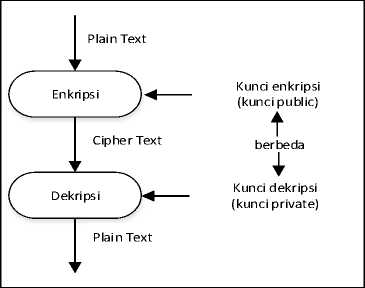 Plain Text
Enkripsi
Kunci enkripsi
(kunci public)
Cipher Text
berbeda
Dekripsi
Kunci dekripsi
(kunci private)
Plain Text